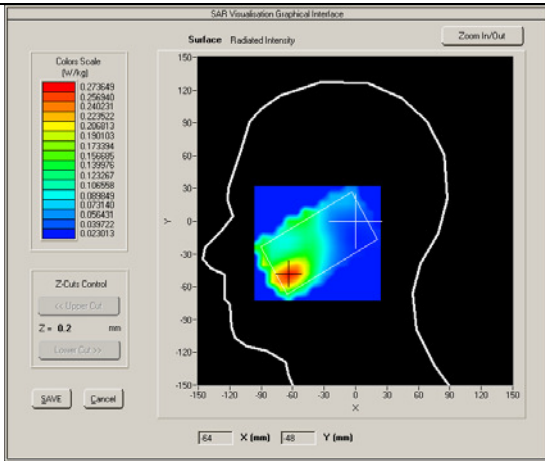 SAR Visualisation Graphical Interface
Surface Radiated Intensity
Zoom In/Out
Colors Scale
(W/kg)
0.273649
0.256940
0.240231
0.223522
0.206813
0.190103
0.173394
0.156685
0.139976
0.123267
0.106558
0.089849
0.073140
0.056431
0.039722
0.023013
Z-Cuts Control
<< Upper Cut
Z = 0.2 mm
Lower Cut >>
SAVE Cancel
150
120
90
60
30
0
-30
-60
-90
-120
-150
Y
-150 -120 -90 -60 -30 0 30 60 90 120 150
X
-64 X (mm) -48 Y (mm)